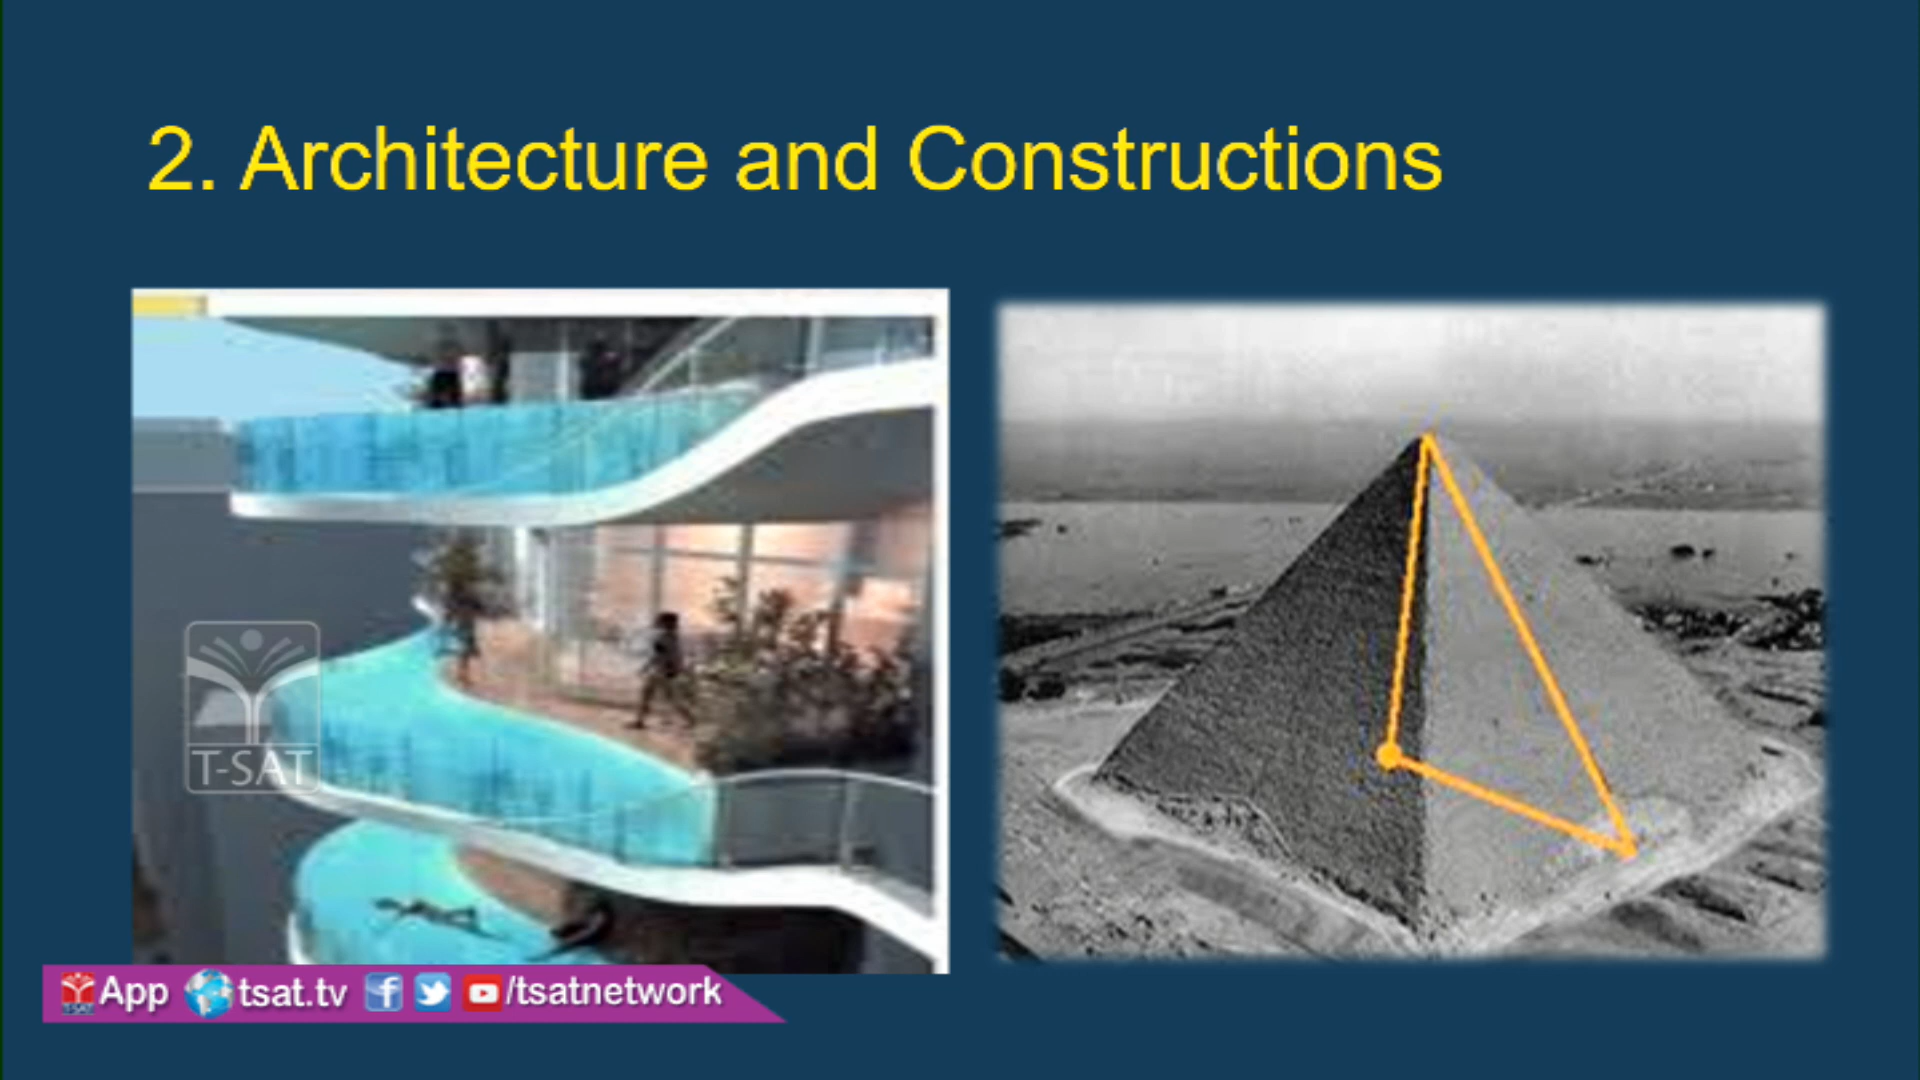 2. Architecture and Constructions
T-SAT
App tsat.tv /tsatnetwork